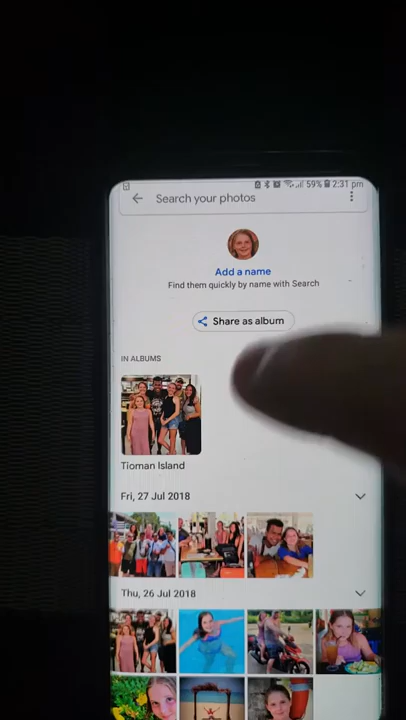 59% 2:31 pm
Search your photos
Add a name
Find them quickly by name with Search
Share as album
IN ALBUMS
Tioman Island
Fri, 27 Jul 2018
Thu, 26 Jul 2018